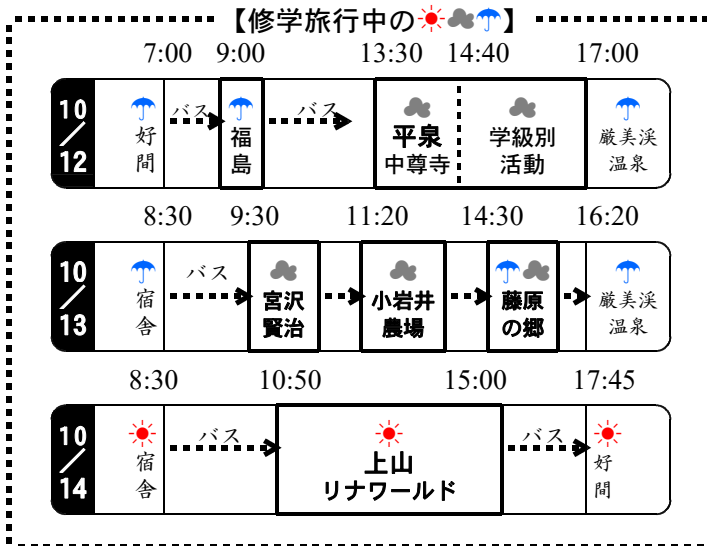 【修学旅行中の☀☁☂】
7:00 9:00 13:30 14:40 17:00
10/12
好間
バス
福島
バス
平泉
中尊寺
学級別
活動
厳美渓
温泉
8:30 9:30 11:20 14:30 16:20
10/13
宿舎
バス
宮沢
賢治
小岩井
農場
藤原
の郷
厳美渓
温泉
8:30 10:50 15:00 17:45
10/14
宿舎
バス
上山
リナワールド
バス
好間